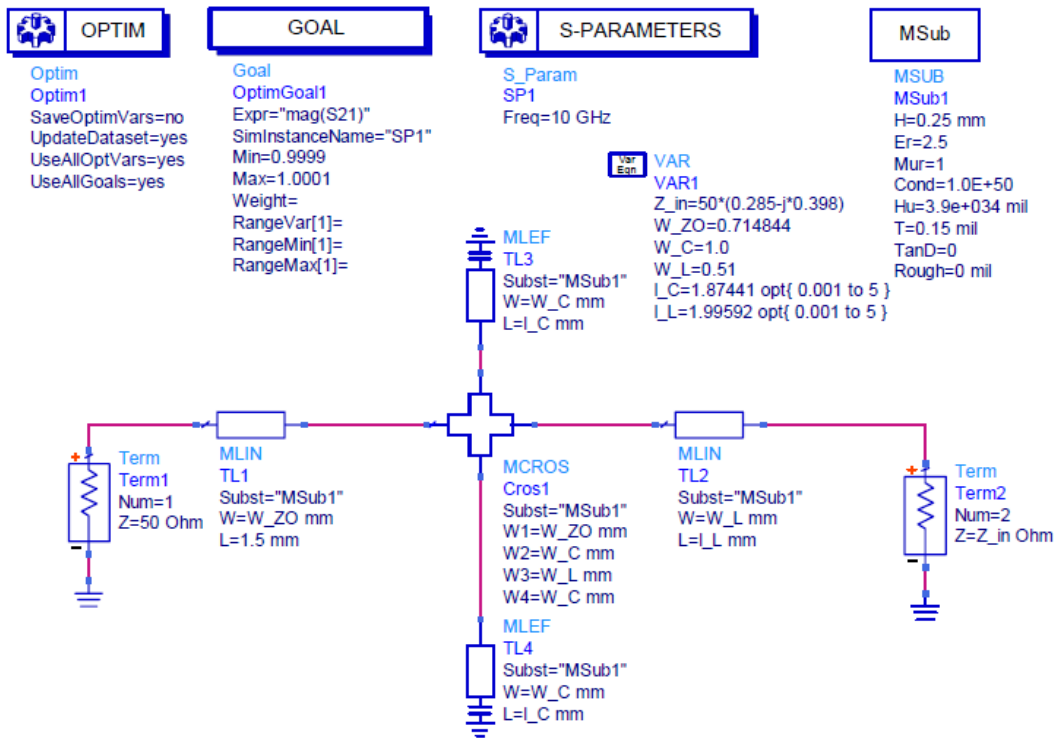 OPTIM
Optim
Optim1
SaveOptimVars=no
UpdateDataset=yes
UseAllOptVars=yes
UseAllGoals=yes
GOAL
Goal
OptimGoal1
Expr="mag(S21)"
SimInstanceName="SP1"
Min=0.9999
Max=1.0001
Weight=
RangeVar[1]=
RangeMin[1]=
RangeMax[1]=
S-PARAMETERS
S_Param
SP1
Freq=10 GHz
Var
Eqn
VAR
VAR1
Z_in=50*(0.285-j*0.398)
W_ZO=0.714844
W_C=1.0
W_L=0.51
l_C=1.87441 opt{ 0.001 to 5 }
l_L=1.99592 opt{ 0.001 to 5 }
MSub
MSUB
MSub1
H=0.25 mm
Er=2.5
Mur=1
Cond=1.0E+50
Hu=3.9e+034 mil
T=0.15 mil
TanD=0
Rough=0 mil
MLEF
TL3
Subst="MSub1"
W=W_C mm
L=l_C mm
Term
Term1
Num=1
Z=50 Ohm
MLIN
TL1
Subst="MSub1"
W=W_ZO mm
L=1.5 mm
MCROS
Cros1
Subst="MSub1"
W1=W_ZO mm
W2=W_C mm
W3=W_L mm
W4=W_C mm
MLIN
TL2
Subst="MSub1"
W=W_L mm
L=l_L mm
Term
Term2
Num=2
Z=Z_in Ohm
MLEF
TL4
Subst="MSub1"
W=W_C mm
L=l_C mm